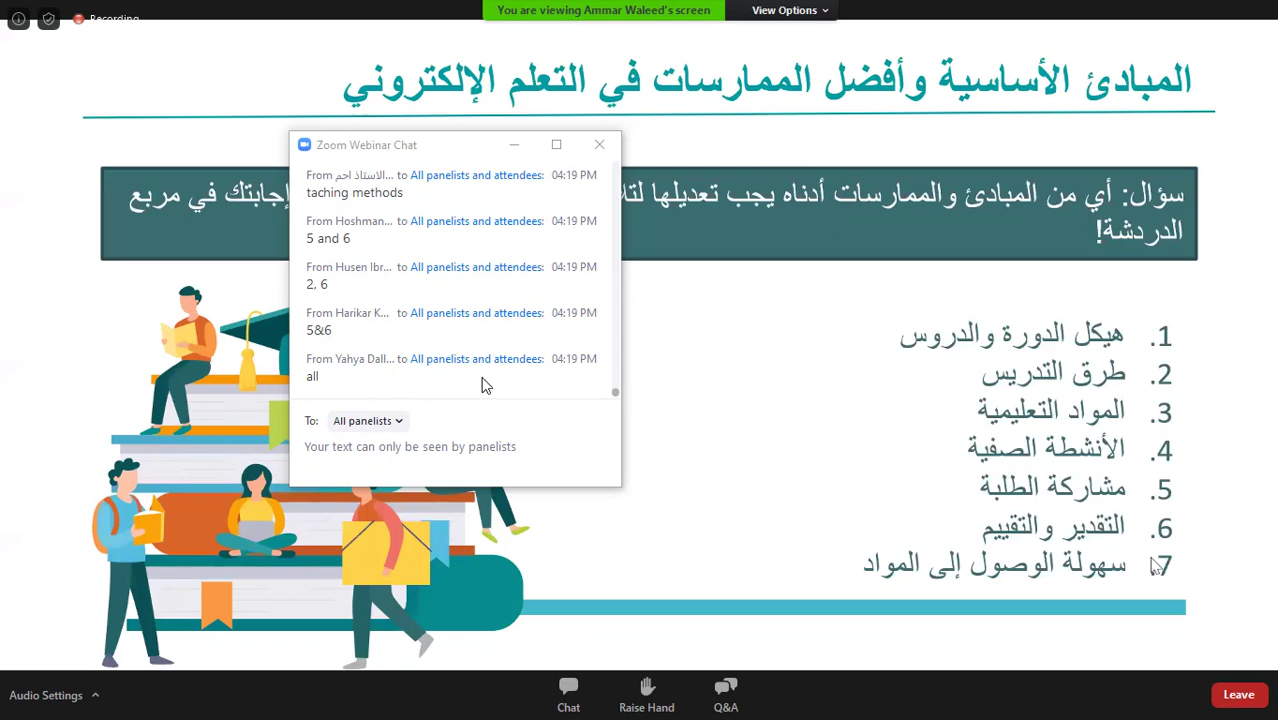 Recording
You are viewing Ammar Waleed's screen
View Options
المبادئ الأساسية وأفضل الممارسات في التعلم الإلكتروني
سؤال: أي من المبادئ والممارسات أدناه يجب تعديلها إجابتك في مربع
الدردشة!
Zoom Webinar Chat
From الاستاذ احم... to All panelists and attendees: 04:19 PM
taching methods
From Hoshman... to All panelists and attendees: 04:19 PM
5 and 6
From Husen Ibr... to All panelists and attendees: 04:19 PM
2, 6
From Harikar K... to All panelists and attendees: 04:19 PM
5&6
From Yahya Dall... to All panelists and attendees: 04:19 PM
all
To: All panelists
Your text can only be seen by panelists
1. هيكل الدورة والدروس
2. طرق التدريس
3. المواد التعليمية
4. الأنشطة الصفية
5. مشاركة الطلبة
6. التقدير والتقييم
7. سهولة الوصول إلى المواد
Audio Settings
Chat
Raise Hand
Q&A
Leave